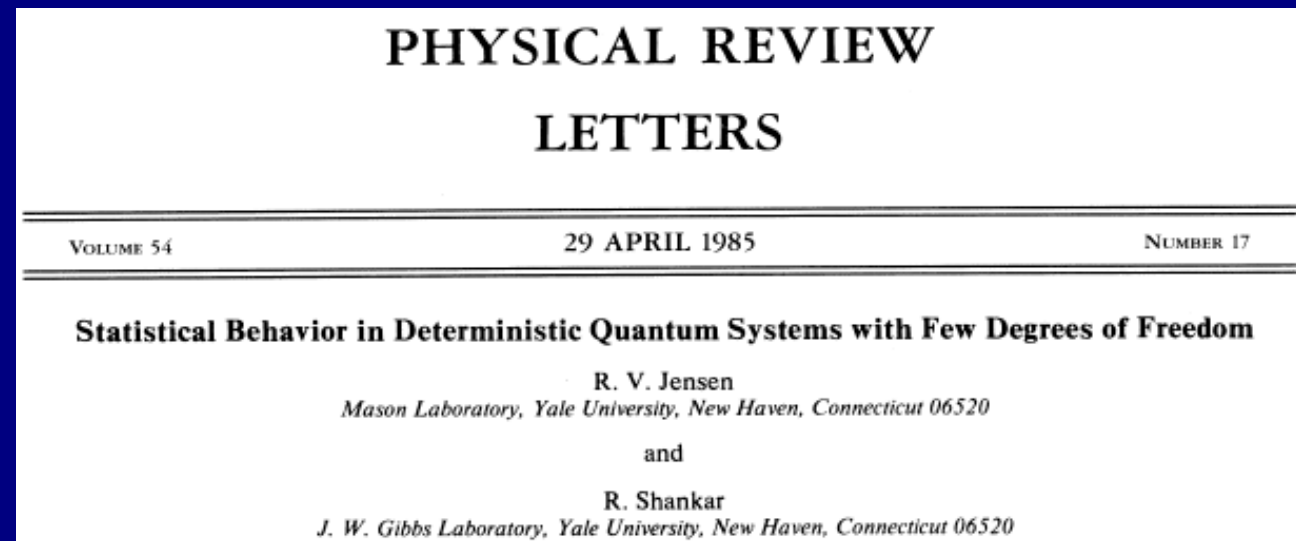 PHYSICAL REVIEW
LETTERS
VOLUME 54 29 APRIL 1985 NUMBER 17
Statistical Behavior in Deterministic Quantum Systems with Few Degrees of Freedom
R. V. Jensen
Mason Laboratory, Yale University, New Haven, Connecticut 06520
and
R. Shankar
J. W. Gibbs Laboratory, Yale University, New Haven, Connecticut 06520